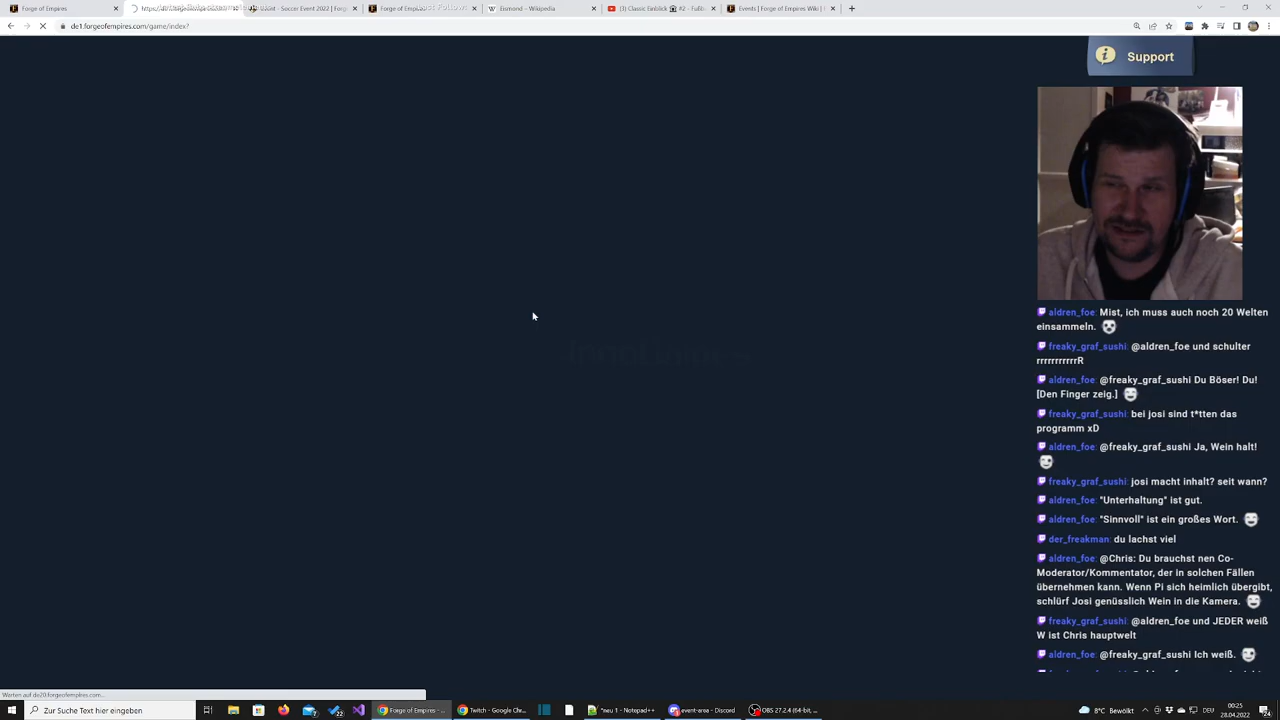 Forge of Empires
Soccer Event 2022 | Forg
Forge of Empires
Eismond – Wikipedia
(3) Classic Einblick #2 - Fußb
Events | Forge of Empires Wiki |
de1.forgeofempires.com/game/index?
Support
aldren_foe: Mist, ich muss auch noch 20 Welten
einsammeln.
freaky_graf_sushi: @aldren_foe und schulter
rrrrrrrrrrrR
aldren_foe: @freaky_graf_sushi Du Böser! Du!
[Den Finger zeig.]
freaky_graf_sushi: bei josi sind t*tten das
programm xD
aldren_foe: @freaky_graf_sushi Ja, Wein halt!
freaky_graf_sushi: josi macht inhalt? seit wann?
aldren_foe: "Unterhaltung" ist gut.
aldren_foe: "Sinnvoll" ist ein großes Wort.
der_freakman: du lachst viel
aldren_foe: @Chris: Du brauchst nen Co-
Moderator/Kommentator, der in solchen Fällen
übernehmen kann. Wenn Pi sich heimlich übergibt,
schlürf Josi genüsslich Wein in die Kamera.
freaky_graf_sushi: @aldren_foe und JEDER weiß
W ist Chris hauptwelt
aldren_foe: @freaky_graf_sushi Ich weiß.
Warten auf de20.forgeofempires.com...
Zur Suche Text hier eingeben
Forge of Empires - ...
Twitch - Google Chr...
*neu 1 - Notepad++
event-area - Discord
OBS 27.2.4 (64-bit, ...
8°C Bewölkt
DEU
00:25
28.04.2022